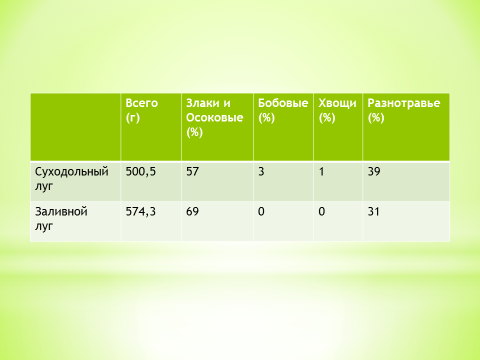 Всего (г) Злаки и Осоковые (%) Бобовые (%) Хвощи (%) Разнотравье (%)
Суходольный луг 500,5 57 3 1 39
Заливной луг 574,3 69 0 0 31